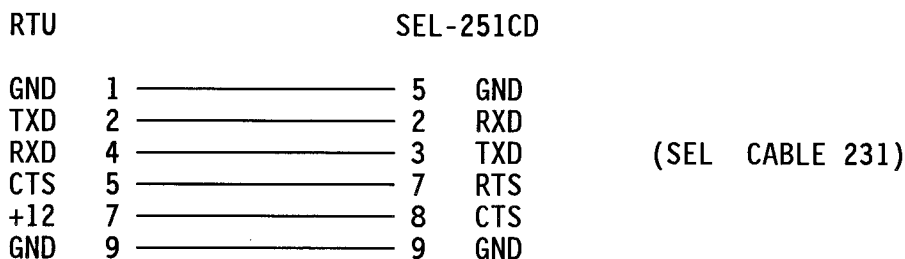 RTU SEL-251CD
GND 1 5 GND
TXD 2 2 RXD
RXD 4 3 TXD (SEL CABLE 231)
CTS 5 7 RTS
+12 7 8 CTS
GND 9 9 GND